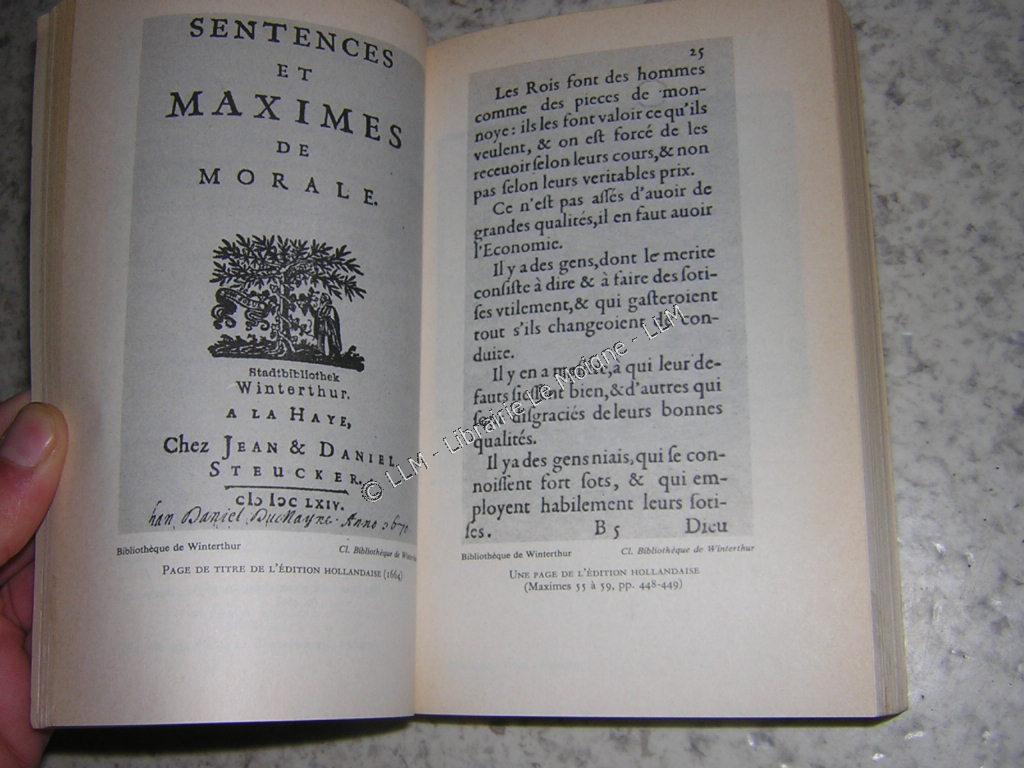 SENTENCES
ET
MAXIMES
DE
MORALE.
Stadtbibliothek
Winterthur.
A LA HAYE,
Chez JEAN & DANIEL
STEUCKER,
cIɔ Iɔc LXIV.
han Daniel DuchAyne. Anno 1670
Bibliothèque de Winterthur
Cl. Bibliothèque de Winterthur
PAGE DE TITRE DE L'ÉDITION HOLLANDAISE (1664)
25
Les Rois font des hommes
comme des pieces de mon-
noye: ils les font valoir ce qu'ils
veulent, & on est forcé de les
receuoir selon leurs cours, & non
pas selon leurs veritables prix.
Ce n'est pas assés d'auoir de
grandes qualités, il en faut auoir
l'Economie.
Il y a des gens, dont le merite
consiste à dire & à faire des soti-
ses vtilement, & qui gasteroient
tout s'ils changeoient de con-
duite.
Il y en a à qui leur de-
fauts bien, & d'autres qui
disgraciés de leurs bonnes
qualités.
Il y a des gens niais, qui se con-
noissent fort sots, & qui em-
ployent habilement leurs soti-
ses. B 5 Dieu
Bibliothèque de Winterthur
Cl. Bibliothèque de Winterthur
UNE PAGE DE L'ÉDITION HOLLANDAISE
(Maximes 55 à 59, pp. 448-449)
© LLM - Librairie Le Moigne - LLM